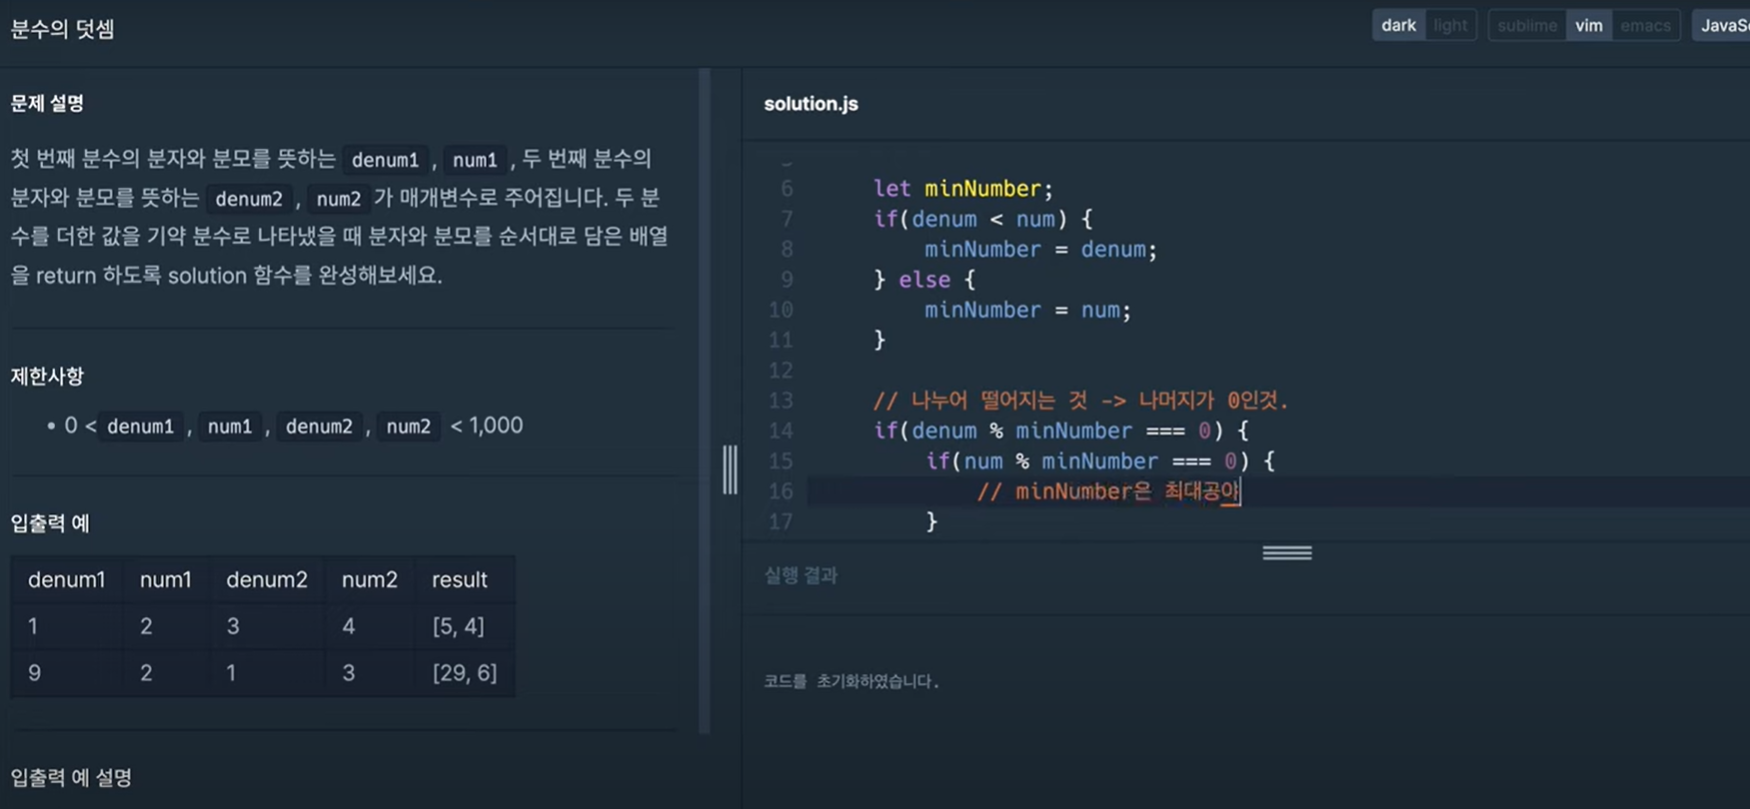 분수의 덧셈
dark light sublime vim emacs
문제 설명
첫 번째 분수의 분자와 분모를 뜻하는 denum1 , num1 , 두 번째 분수의
분자와 분모를 뜻하는 denum2 , num2 가 매개변수로 주어집니다. 두 분
수를 더한 값을 기약 분수로 나타냈을 때 분자와 분모를 순서대로 담은 배열
을 return 하도록 solution 함수를 완성해보세요.
제한사항
• 0 < denum1 , num1 , denum2 , num2 < 1,000
입출력 예
denum1 num1 denum2 num2 result
1 2 3 4 [5, 4]
9 2 1 3 [29, 6]
입출력 예 설명
solution.js
6 let minNumber;
7 if(denum < num) {
8 minNumber = denum;
9 } else {
10 minNumber = num;
11 }
12
13 // 나누어 떨어지는 것 -> 나머지가 0인것.
14 if(denum % minNumber === 0) {
15 if(num % minNumber === 0) {
16 // minNumber은 최대공야
17 }
실행 결과
코드를 초기화하였습니다.